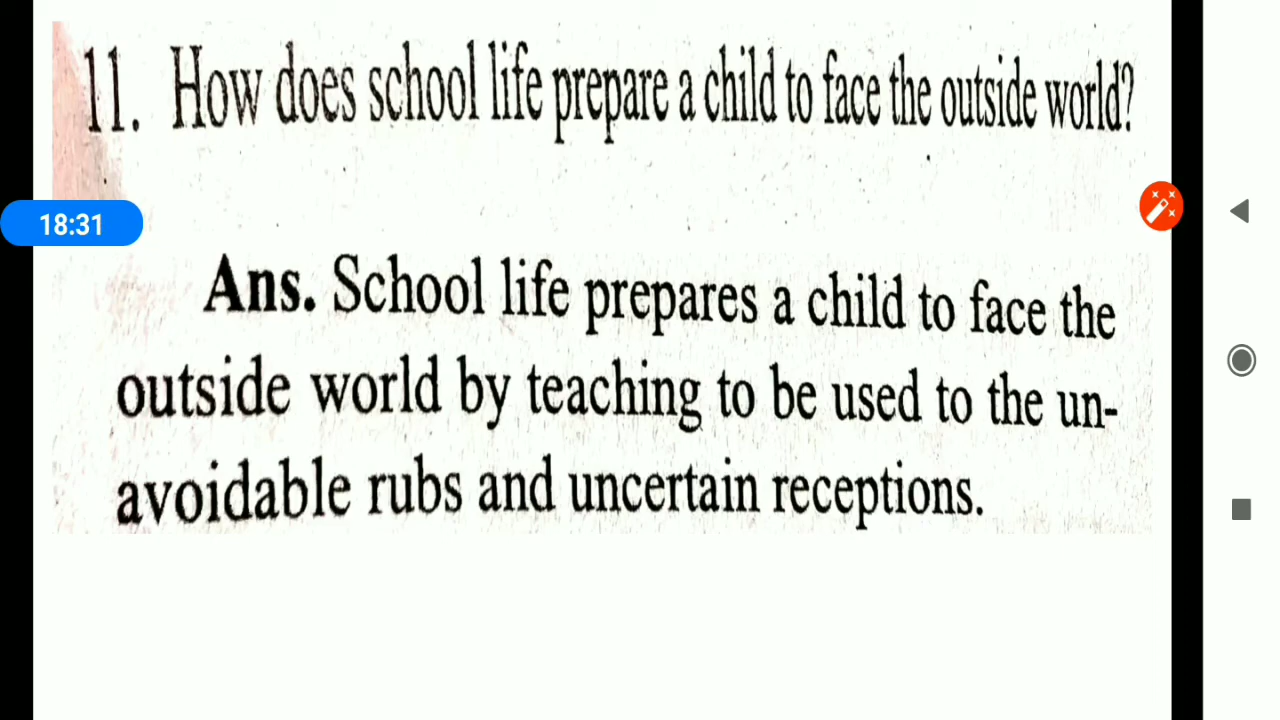 11. How does school life prepare a child to face the outside world?
18:31
Ans. School life prepares a child to face the
outside world by teaching to be used to the un-
avoidable rubs and uncertain receptions.